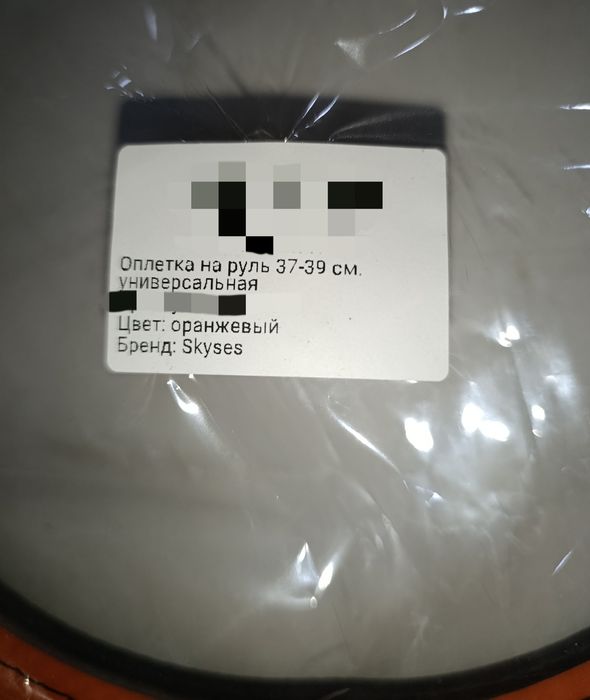 Оплетка на руль 37-39 см.
универсальная
Цвет: оранжевый
Бренд: Skyses